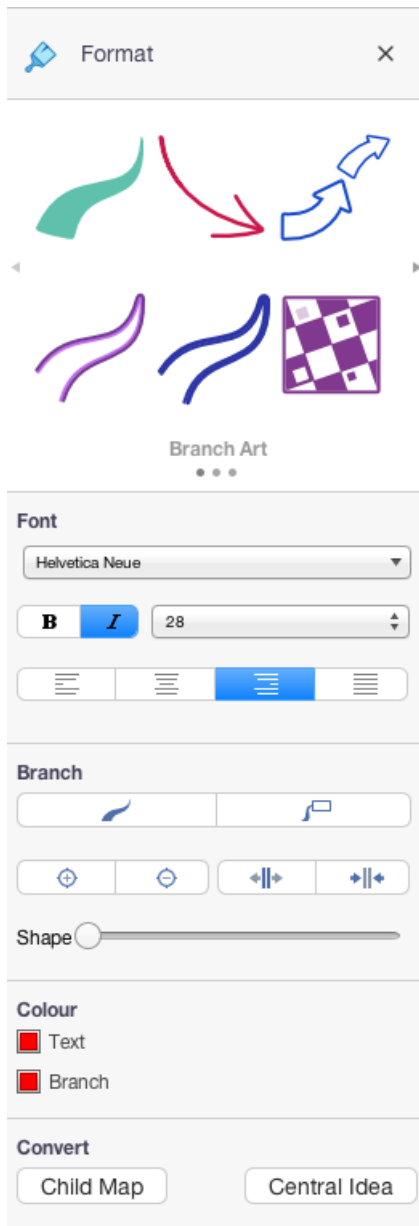 Format
Branch Art
Font
Helvetica Neue
B I 28
Branch
Shape
Colour
Text
Branch
Convert
Child Map Central Idea